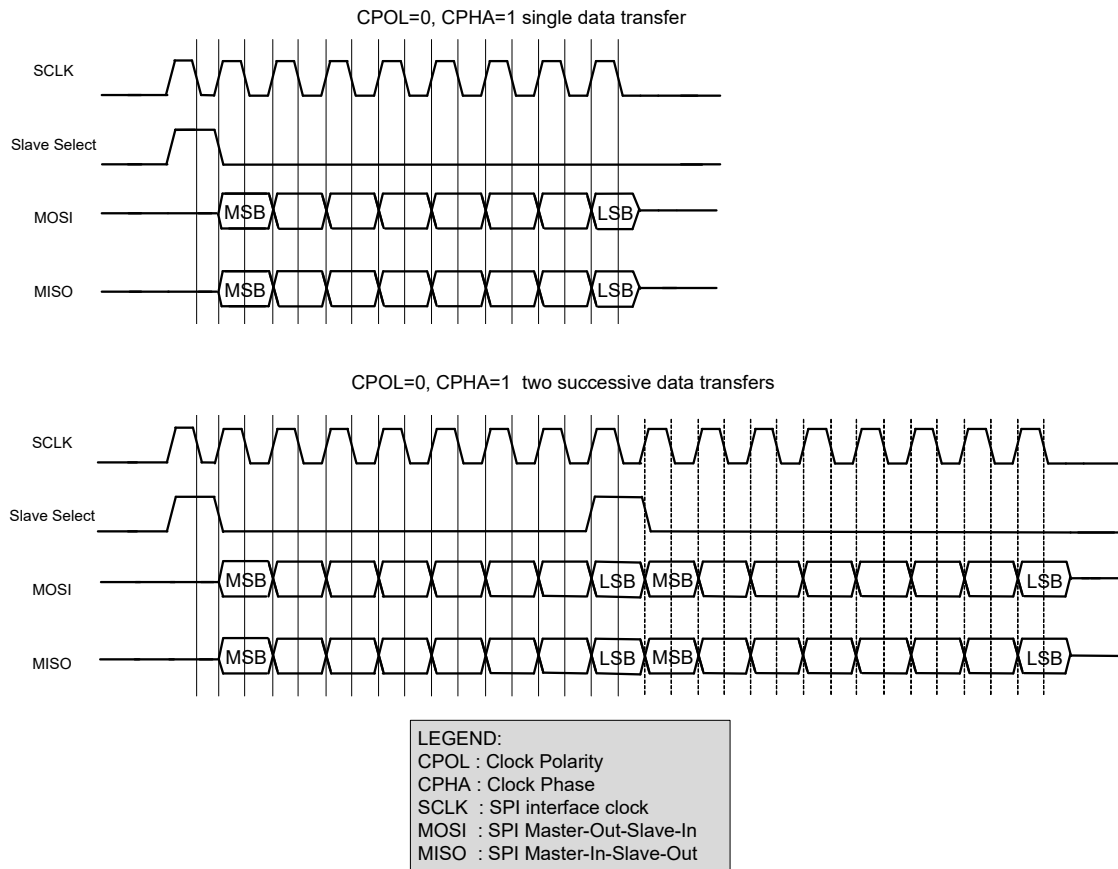 CPOL=0, CPHA=1 single data transfer
SCLK
Slave Select
MOSI
MSB
LSB
MISO
MSB
LSB
CPOL=0, CPHA=1 two successive data transfers
SCLK
Slave Select
MOSI
MSB
LSB
MSB
LSB
MISO
MSB
LSB
MSB
LSB
LEGEND:
CPOL : Clock Polarity
CPHA : Clock Phase
SCLK : SPI interface clock
MOSI : SPI Master-Out-Slave-In
MISO : SPI Master-In-Slave-Out